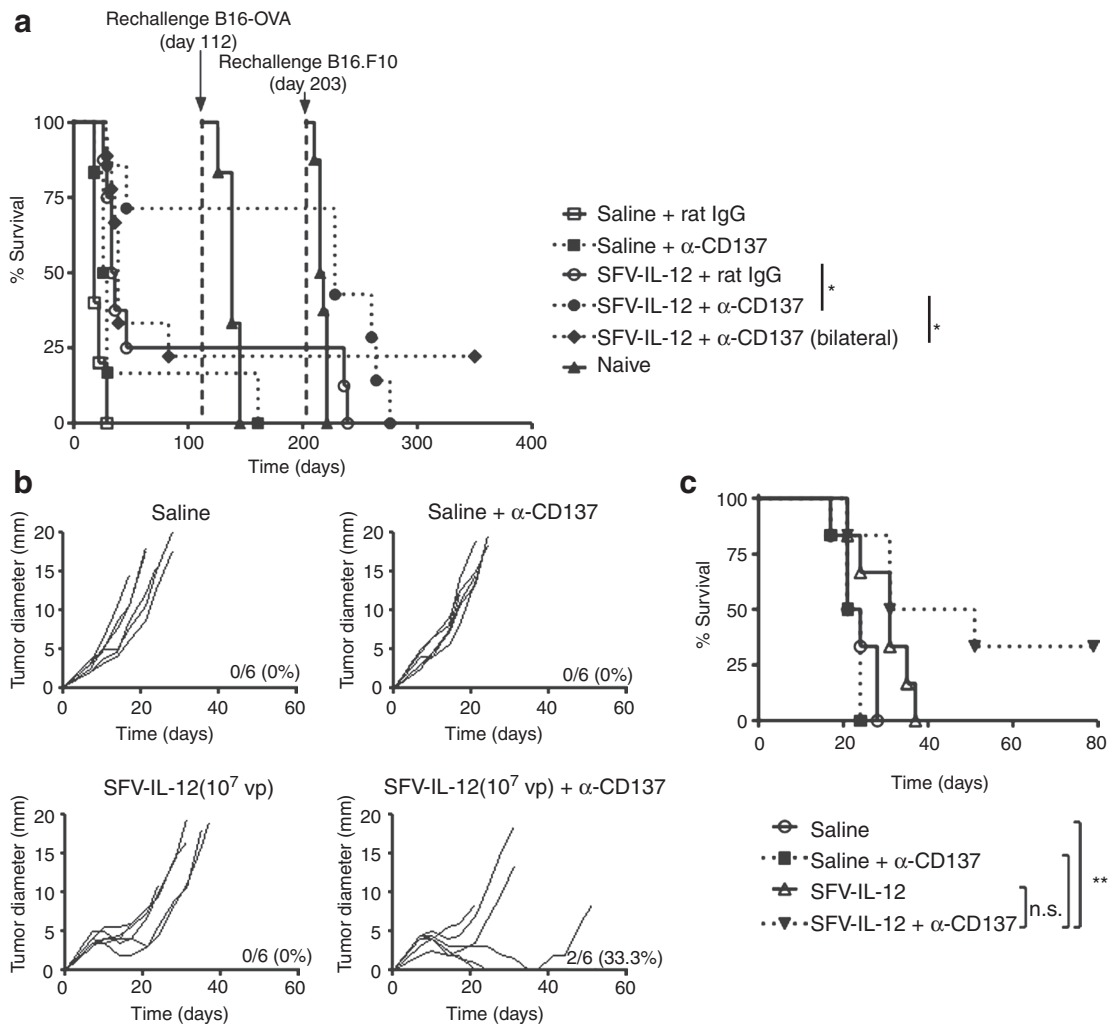 a
Rechallenge B16-OVA
(day 112)
Rechallenge B16.F10
(day 203)
100
75
50
25
0
% Survival
0
100
200
300
400
Time (days)
Saline + rat IgG
Saline + α-CD137
SFV-IL-12 + rat IgG
SFV-IL-12 + α-CD137
SFV-IL-12 + α-CD137 (bilateral)
Naive
*
*
b
Saline
Tumor diameter (mm)
20
15
10
5
0
0/6 (0%)
0
20
40
60
Time (days)
Saline + α-CD137
Tumor diameter (mm)
20
15
10
5
0
0/6 (0%)
0
20
40
60
Time (days)
SFV-IL-12(10⁷ vp)
Tumor diameter (mm)
20
15
10
5
0
0/6 (0%)
0
20
40
60
Time (days)
SFV-IL-12(10⁷ vp) + α-CD137
Tumor diameter (mm)
20
15
10
5
0
2/6 (33.3%)
0
20
40
60
Time (days)
c
100
75
50
25
0
% Survival
0
20
40
60
80
Time (days)
Saline
Saline + α-CD137
SFV-IL-12
SFV-IL-12 + α-CD137
n.s.
**